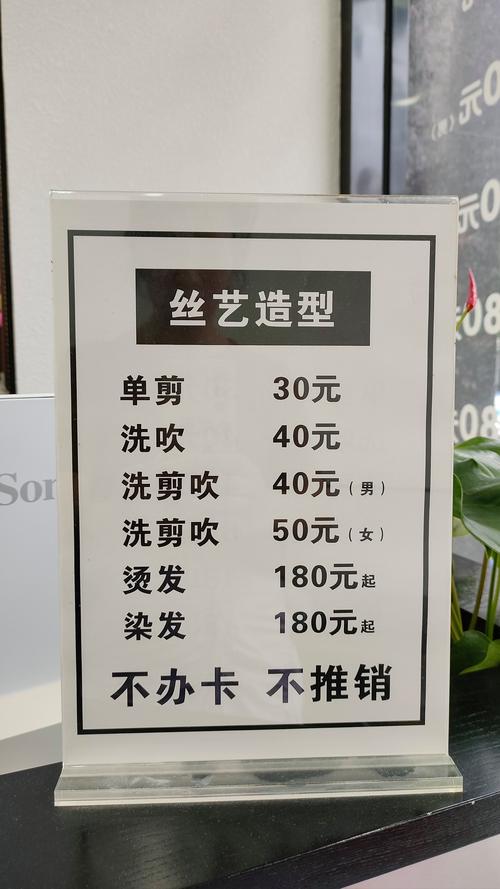 丝艺造型
单剪 30元
洗吹 40元
洗剪吹 40元（男）
洗剪吹 50元（女）
烫发 180元起
染发 180元起
不办卡 不推销